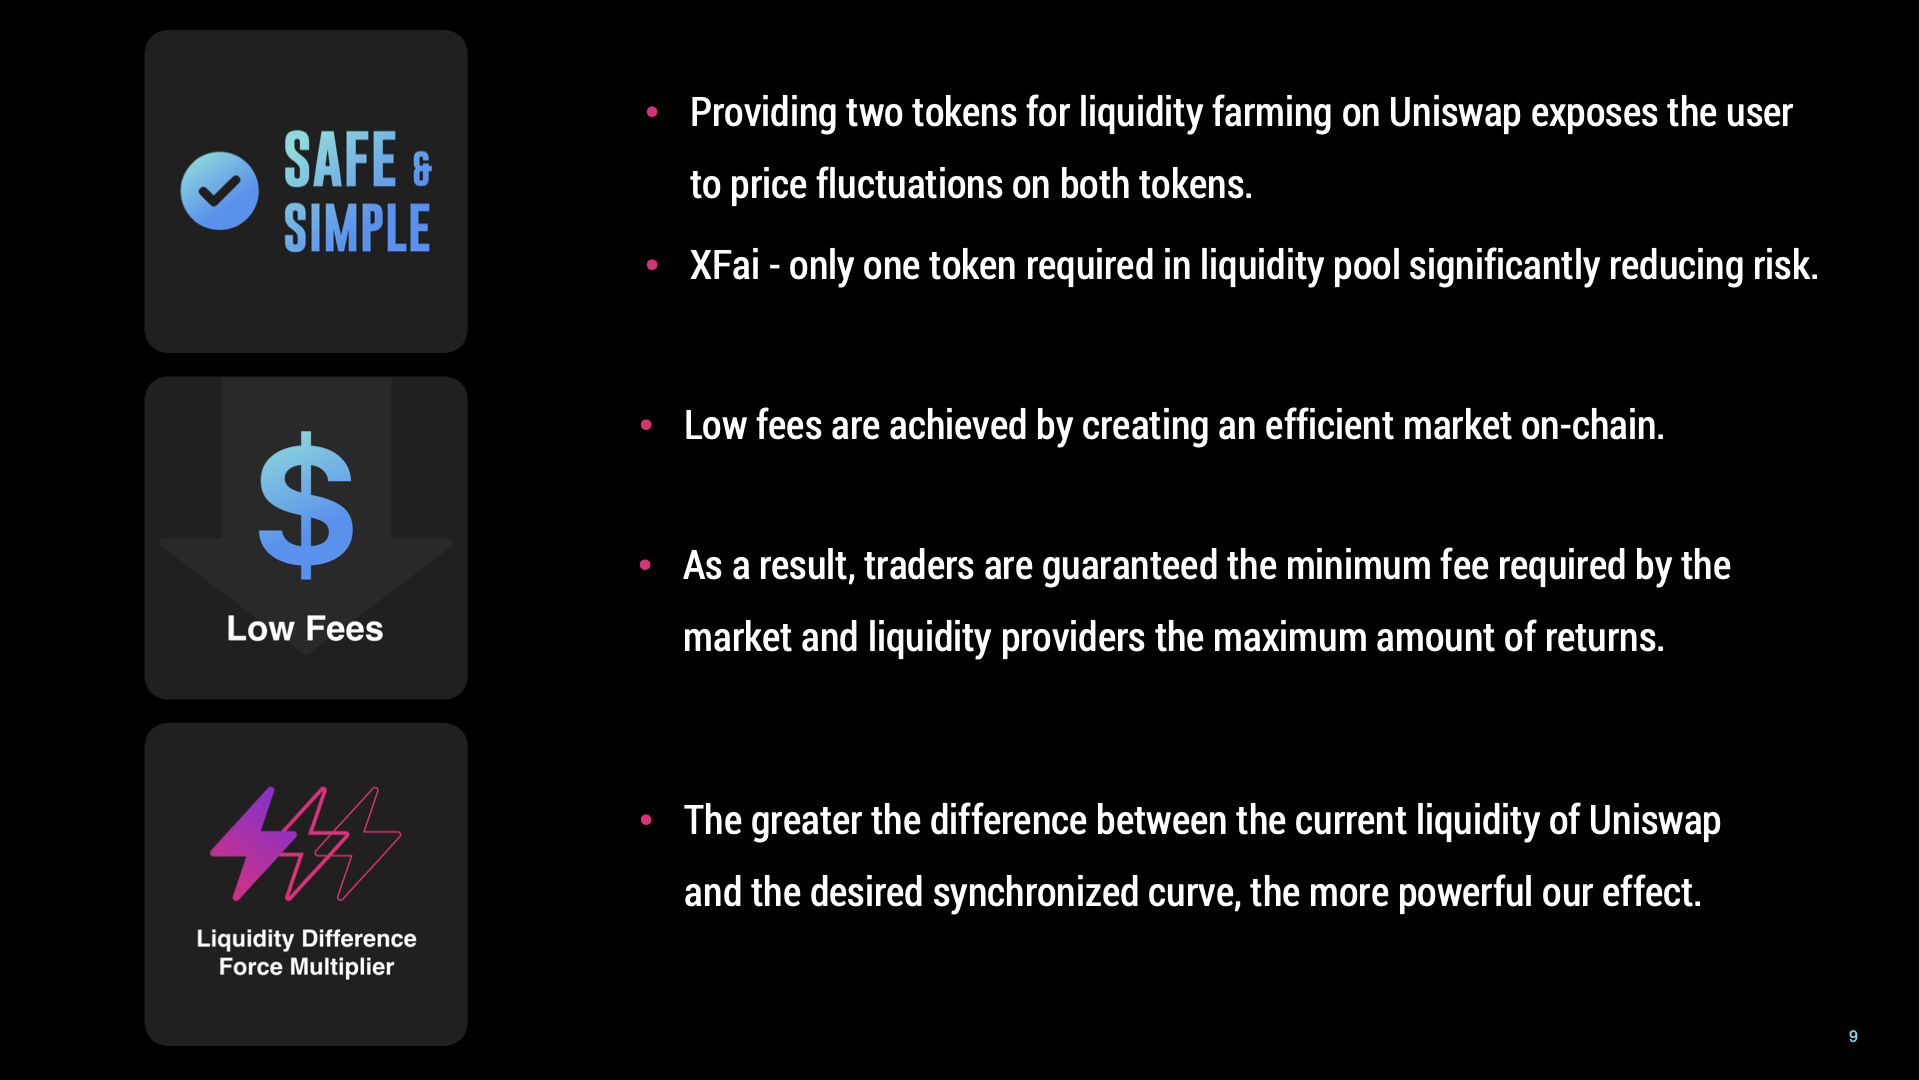 SAFE &
SIMPLE
• Providing two tokens for liquidity farming on Uniswap exposes the user
to price fluctuations on both tokens.
• XFai - only one token required in liquidity pool significantly reducing risk.
$
Low Fees
• Low fees are achieved by creating an efficient market on-chain.
• As a result, traders are guaranteed the minimum fee required by the
market and liquidity providers the maximum amount of returns.
Liquidity Difference
Force Multiplier
• The greater the difference between the current liquidity of Uniswap
and the desired synchronized curve, the more powerful our effect.
9